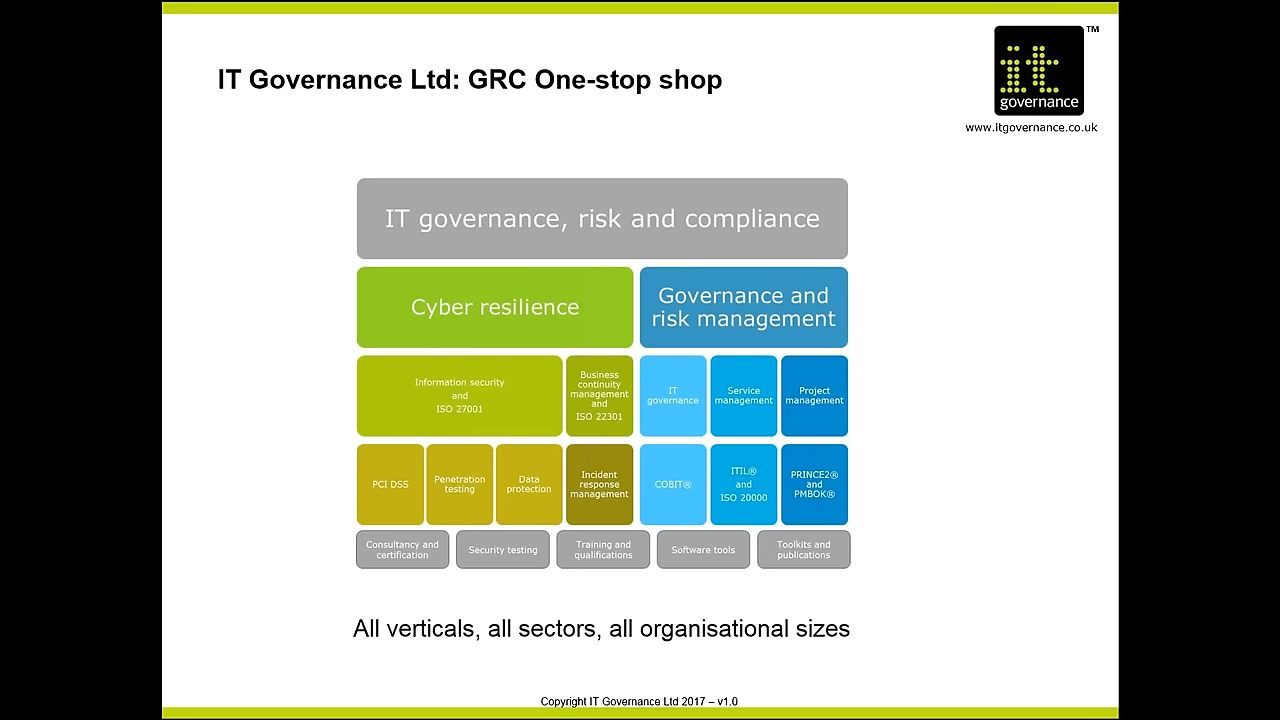 TM
IT Governance Ltd: GRC One-stop shop
it
governance
www.itgovernance.co.uk
IT governance, risk and compliance
Cyber resilience
Governance and
risk management
Information security
and
ISO 27001
Business
continuity
management
and
ISO 22301
IT
governance
Service
management
Project
management
PCI DSS
Penetration
testing
Data
protection
Incident
response
management
COBIT®
ITIL®
and
ISO 20000
PRINCE2®
and
PMBOK®
Consultancy and
certification
Security testing
Training and
qualifications
Software tools
Toolkits and
publications
All verticals, all sectors, all organisational sizes
Copyright IT Governance Ltd 2017 – v1.0